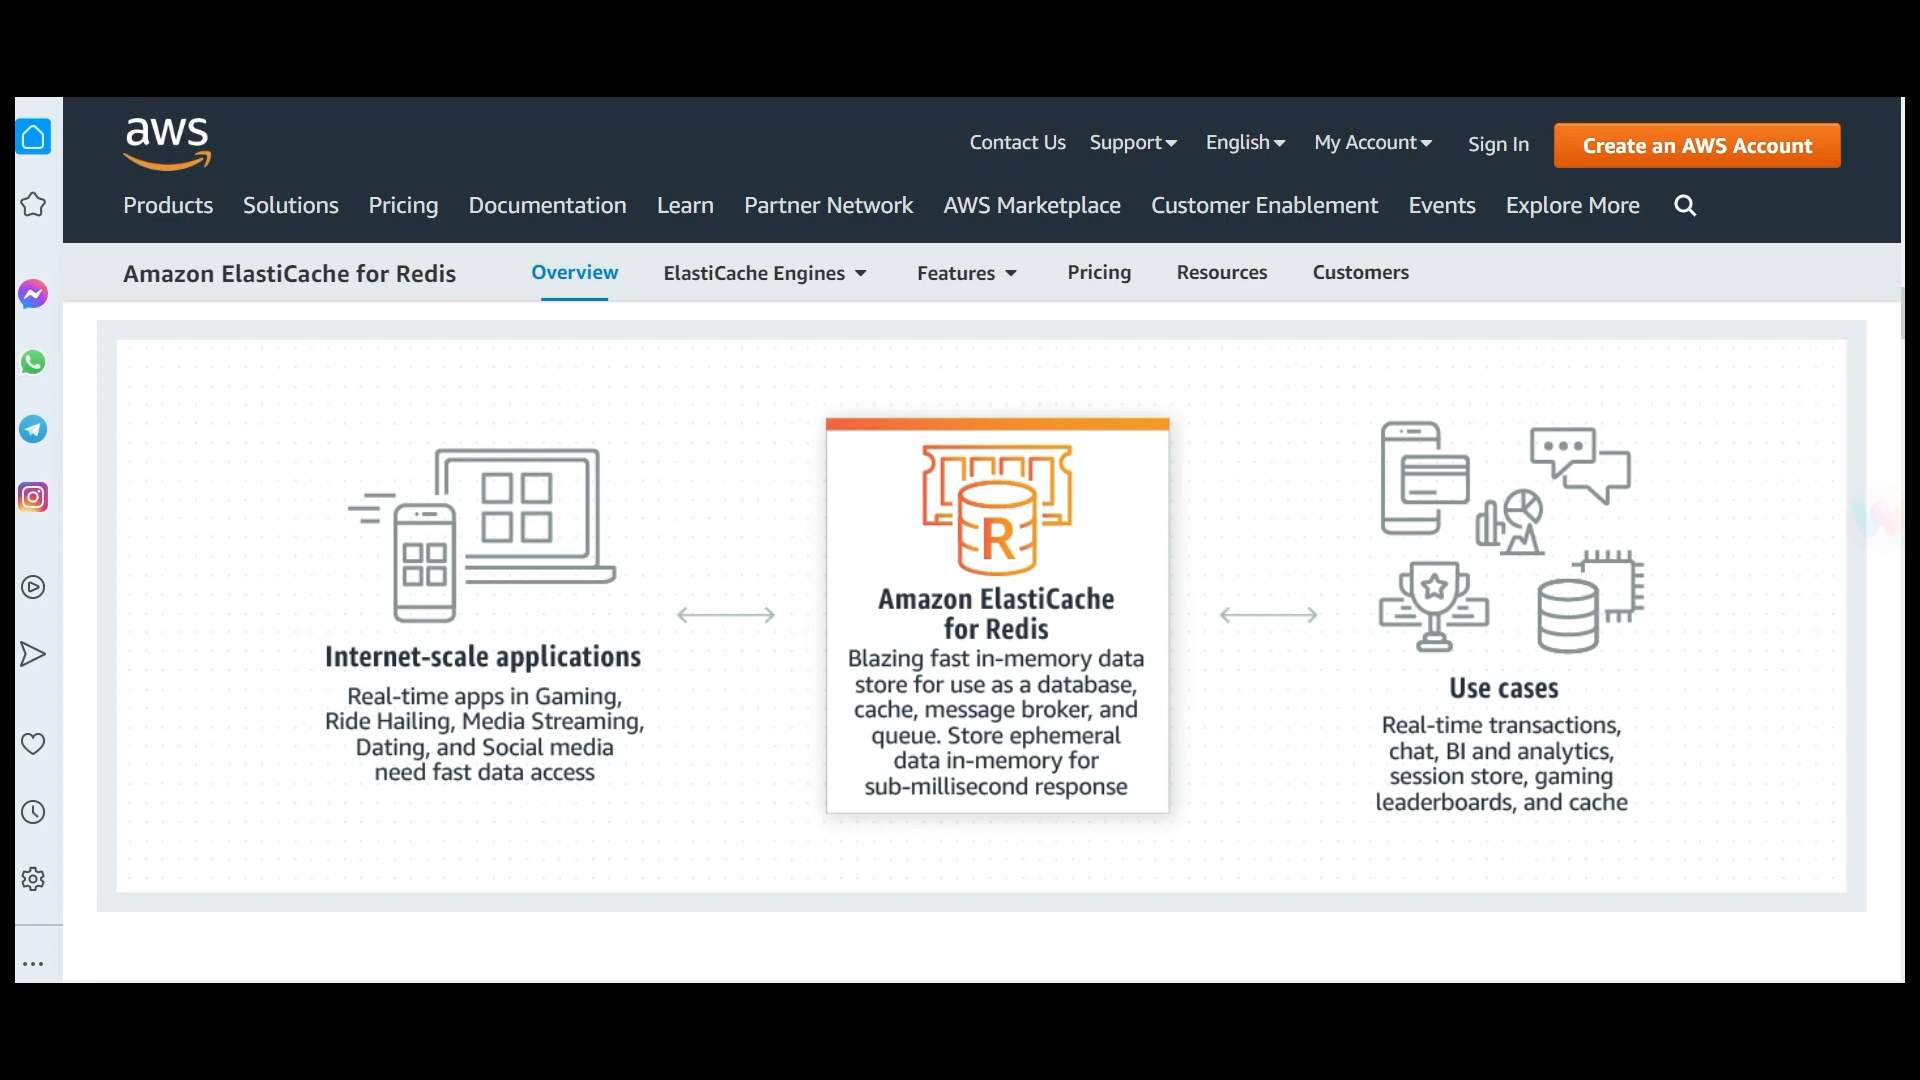 aws
Contact Us Support English My Account Sign In Create an AWS Account
Products Solutions Pricing Documentation Learn Partner Network AWS Marketplace Customer Enablement Events Explore More
Amazon ElastiCache for Redis Overview ElastiCache Engines Features Pricing Resources Customers
Internet-scale applications
Real-time apps in Gaming,
Ride Hailing, Media Streaming,
Dating, and Social media
need fast data access
R
Amazon ElastiCache
for Redis
Blazing fast in-memory data
store for use as a database,
cache, message broker, and
queue. Store ephemeral
data in-memory for
sub-millisecond response
Use cases
Real-time transactions,
chat, BI and analytics,
session store, gaming
leaderboards, and cache